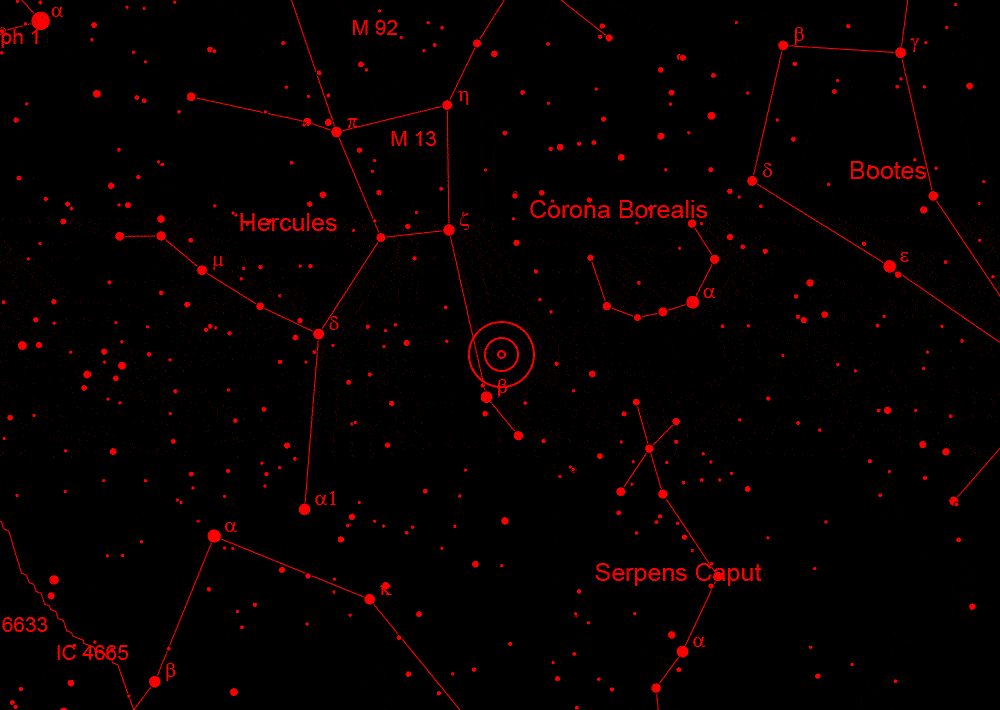 α
ph 1
M 92
β
γ
η
π
M 13
δ
Bootes
Corona Borealis
Hercules
ζ
ε
μ
α
δ
β
α1
α
κ
Serpens Caput
6633
IC 4665
α
β